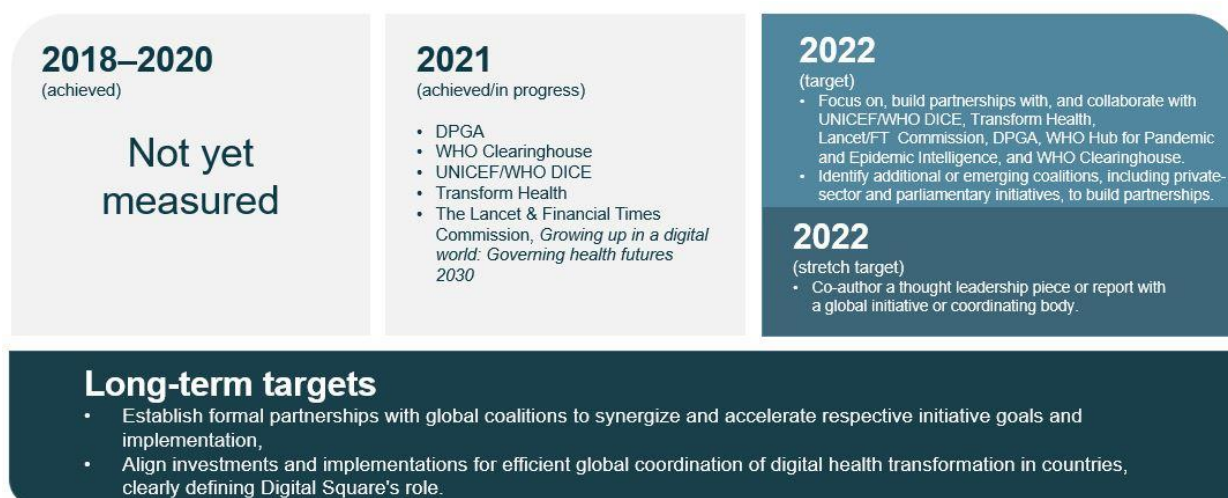 2018–2020
(achieved)
Not yet
measured
2021
(achieved/in progress)
• DPGA
• WHO Clearinghouse
• UNICEF/WHO DICE
• Transform Health
• The Lancet & Financial Times
Commission, Growing up in a digital
world: Governing health futures
2030
2022
(target)
• Focus on, build partnerships with, and collaborate with
UNICEF/WHO DICE, Transform Health,
Lancet/FT Commission, DPGA, WHO Hub for Pandemic
and Epidemic Intelligence, and WHO Clearinghouse.
• Identify additional or emerging coalitions, including private-
sector and parliamentary initiatives, to build partnerships.
2022
(stretch target)
• Co-author a thought leadership piece or report with
a global initiative or coordinating body.
Long-term targets
• Establish formal partnerships with global coalitions to synergize and accelerate respective initiative goals and
implementation,
• Align investments and implementations for efficient global coordination of digital health transformation in countries,
clearly defining Digital Square's role.